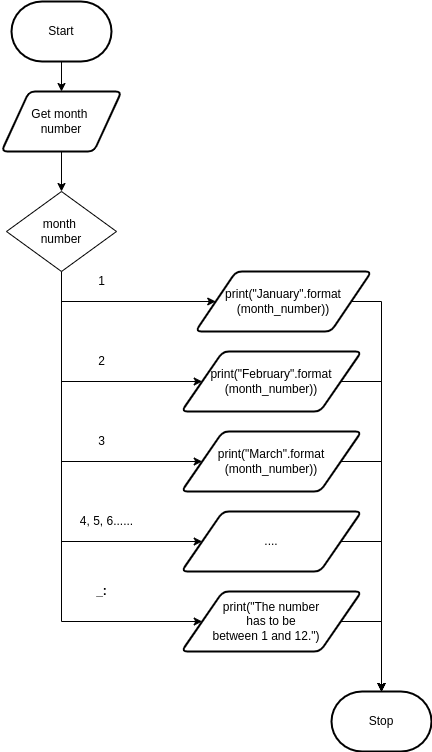 Start
Get month
number
month
number
1
print("January".format
(month_number))
2
print("February".format
(month_number))
3
print("March".format
(month_number))
4, 5, 6......
....
_:
print("The number
has to be
between 1 and 12.")
Stop